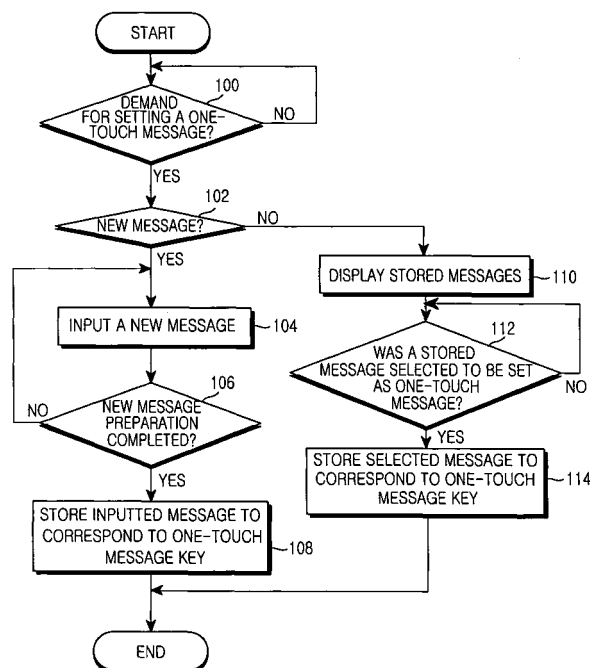 START
100
DEMAND
FOR SETTING A ONE-
TOUCH MESSAGE?
NO
YES
102
NEW MESSAGE?
NO
YES
DISPLAY STORED MESSAGES
110
INPUT A NEW MESSAGE
104
112
WAS A STORED
MESSAGE SELECTED TO BE SET
AS ONE-TOUCH
MESSAGE?
NO
YES
106
NEW MESSAGE
PREPARATION
COMPLETED?
NO
YES
STORE SELECTED MESSAGE TO
CORRESPOND TO ONE-TOUCH
MESSAGE KEY
114
STORE INPUTTED MESSAGE TO
CORRESPOND TO ONE-TOUCH
MESSAGE KEY
108
END